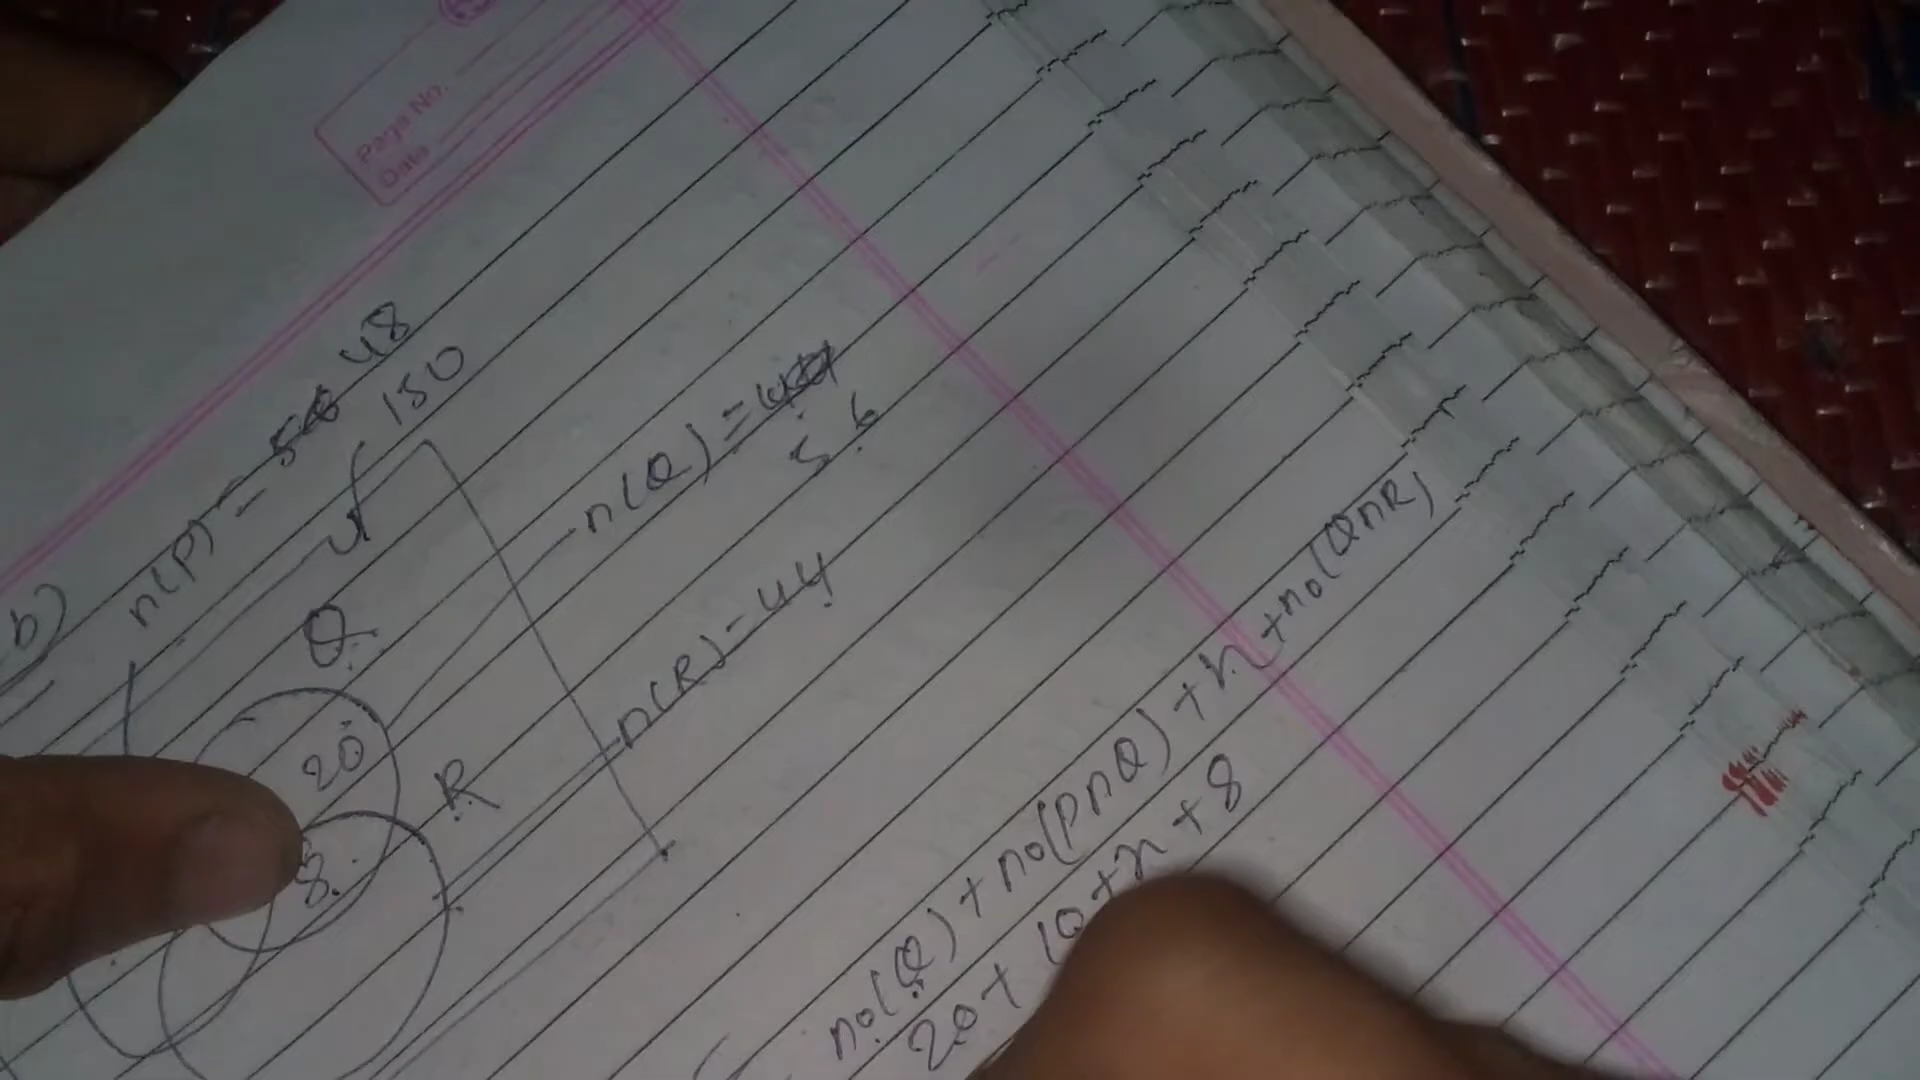 Page No.
Date
b)
n(P) = 48
U 150
Q
n(Q) =
56
20
R
n(R) = 44
8
no(Q) + no(P∩Q) + x + no(Q∩R)
20 + 10 + x + 8